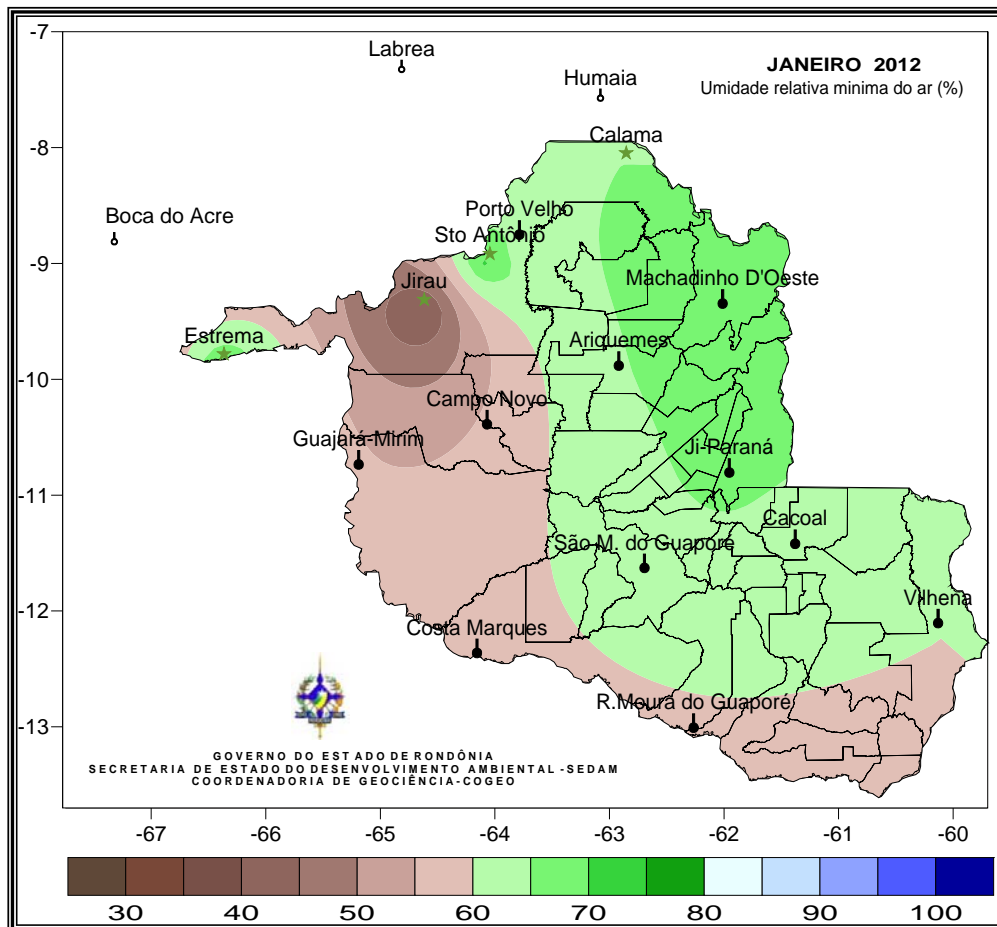 JANEIRO 2012
Umidade relativa minima do ar (%)
Labrea
Humaia
Calama
Boca do Acre
Porto Velho
Sto Antônio
Machadinho D'Oeste
Jirau
Estrema
Ariquemes
Campo Novo
Guajará-Mirim
Ji-Paraná
Cacoal
São M. do Guaporé
Vilhena
Costa Marques
R.Moura do Guaporé
GOVERNO DO ESTADO DE RONDÔNIA
SECRETARIA DE ESTADO DO DESENVOLVIMENTO AMBIENTAL -SEDAM
COORDENADORIA DE GEOCIÊNCIA-COGEO
-7
-8
-9
-10
-11
-12
-13
-67 -66 -65 -64 -63 -62 -61 -60
30 40 50 60 70 80 90 100